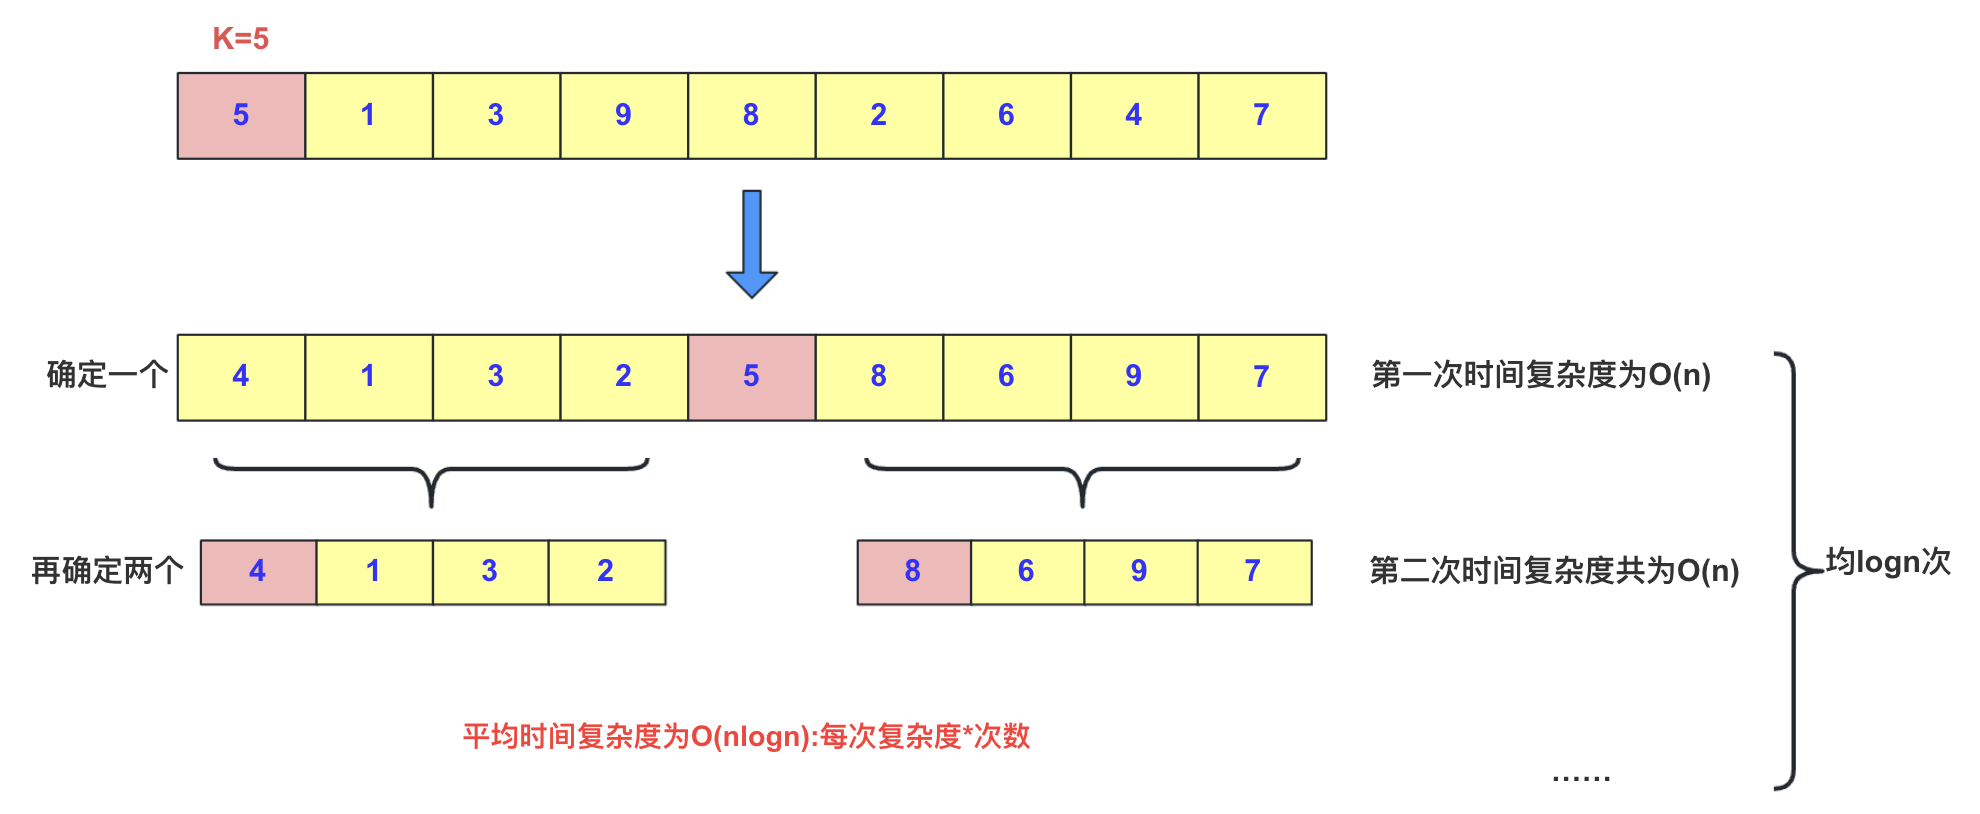 K=5
5 1 3 9 8 2 6 4 7
确定一个 4 1 3 2 5 8 6 9 7 第一次时间复杂度为O(n)
再确定两个 4 1 3 2 8 6 9 7 第二次时间复杂度共为O(n)
均logn次
平均时间复杂度为O(nlogn):每次复杂度*次数
......